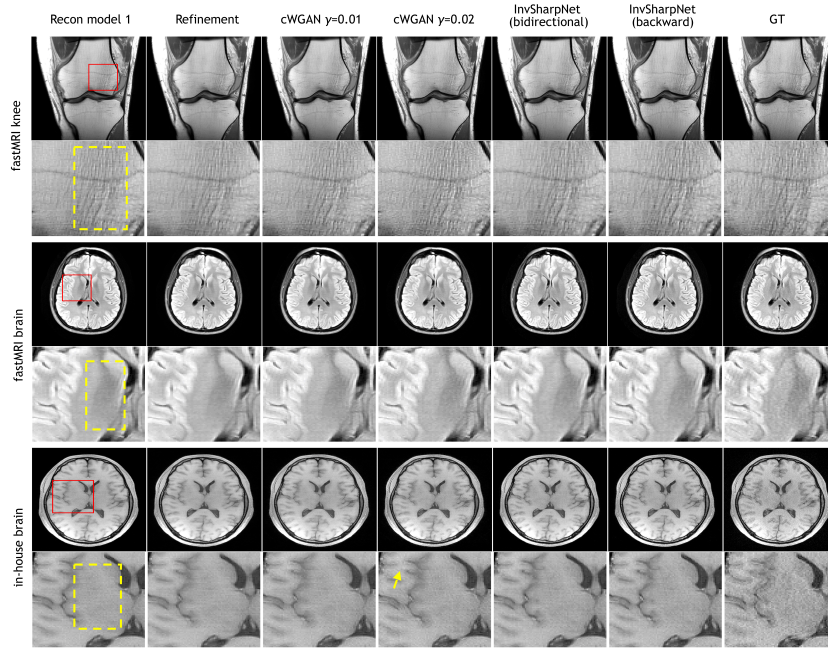 Recon model 1
Refinement
cWGAN γ=0.01
cWGAN γ=0.02
InvSharpNet
(bidirectional)
InvSharpNet
(backward)
GT
fastMRI knee
fastMRI brain
in-house brain